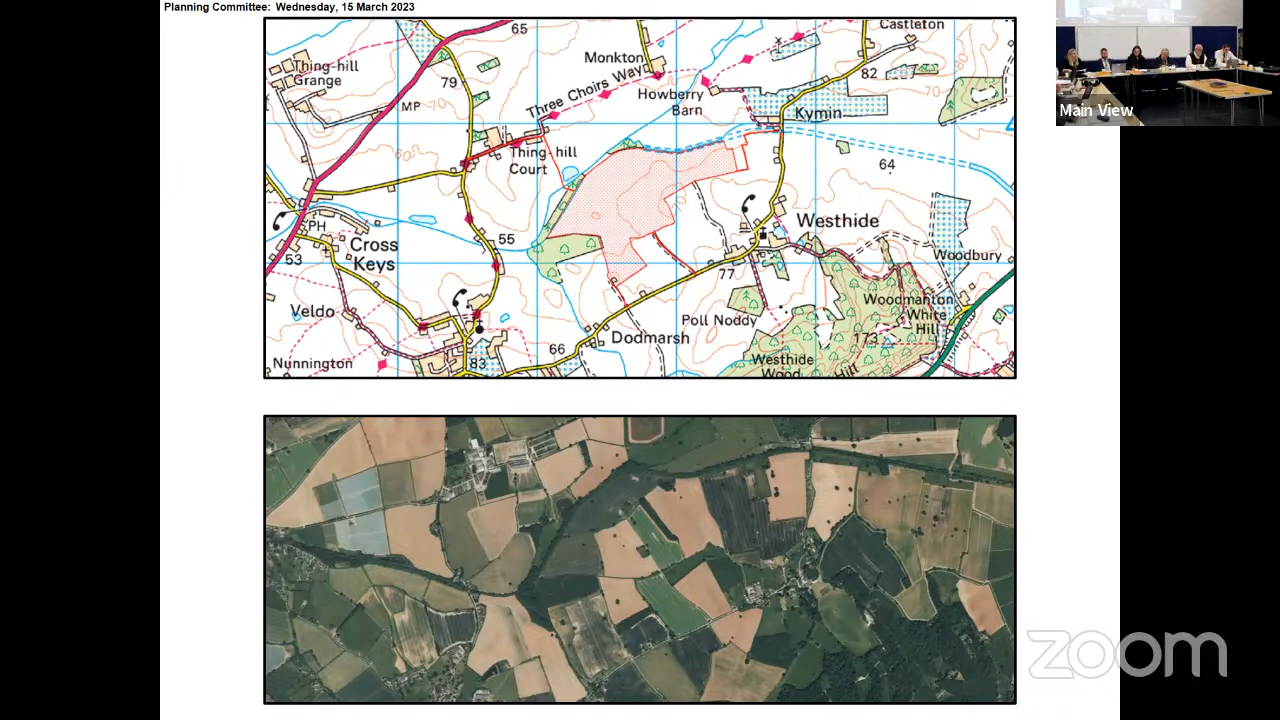 Planning Committee: Wednesday, 15 March 2023
Main View
65
Castleton
Monkton
Thing-hill
Grange
79
82
Three Choirs Way
MP
Howberry
Barn
Kymin
Thing-hill
Court
64
PH
Westhide
Cross
Keys
55
53
77
Woodbury
Veldo
Poll Noddy
Woodmanton
White
Hill
66
Dodmarsh
173
Nunnington
83
Westhide
Wood
Hill
zoom